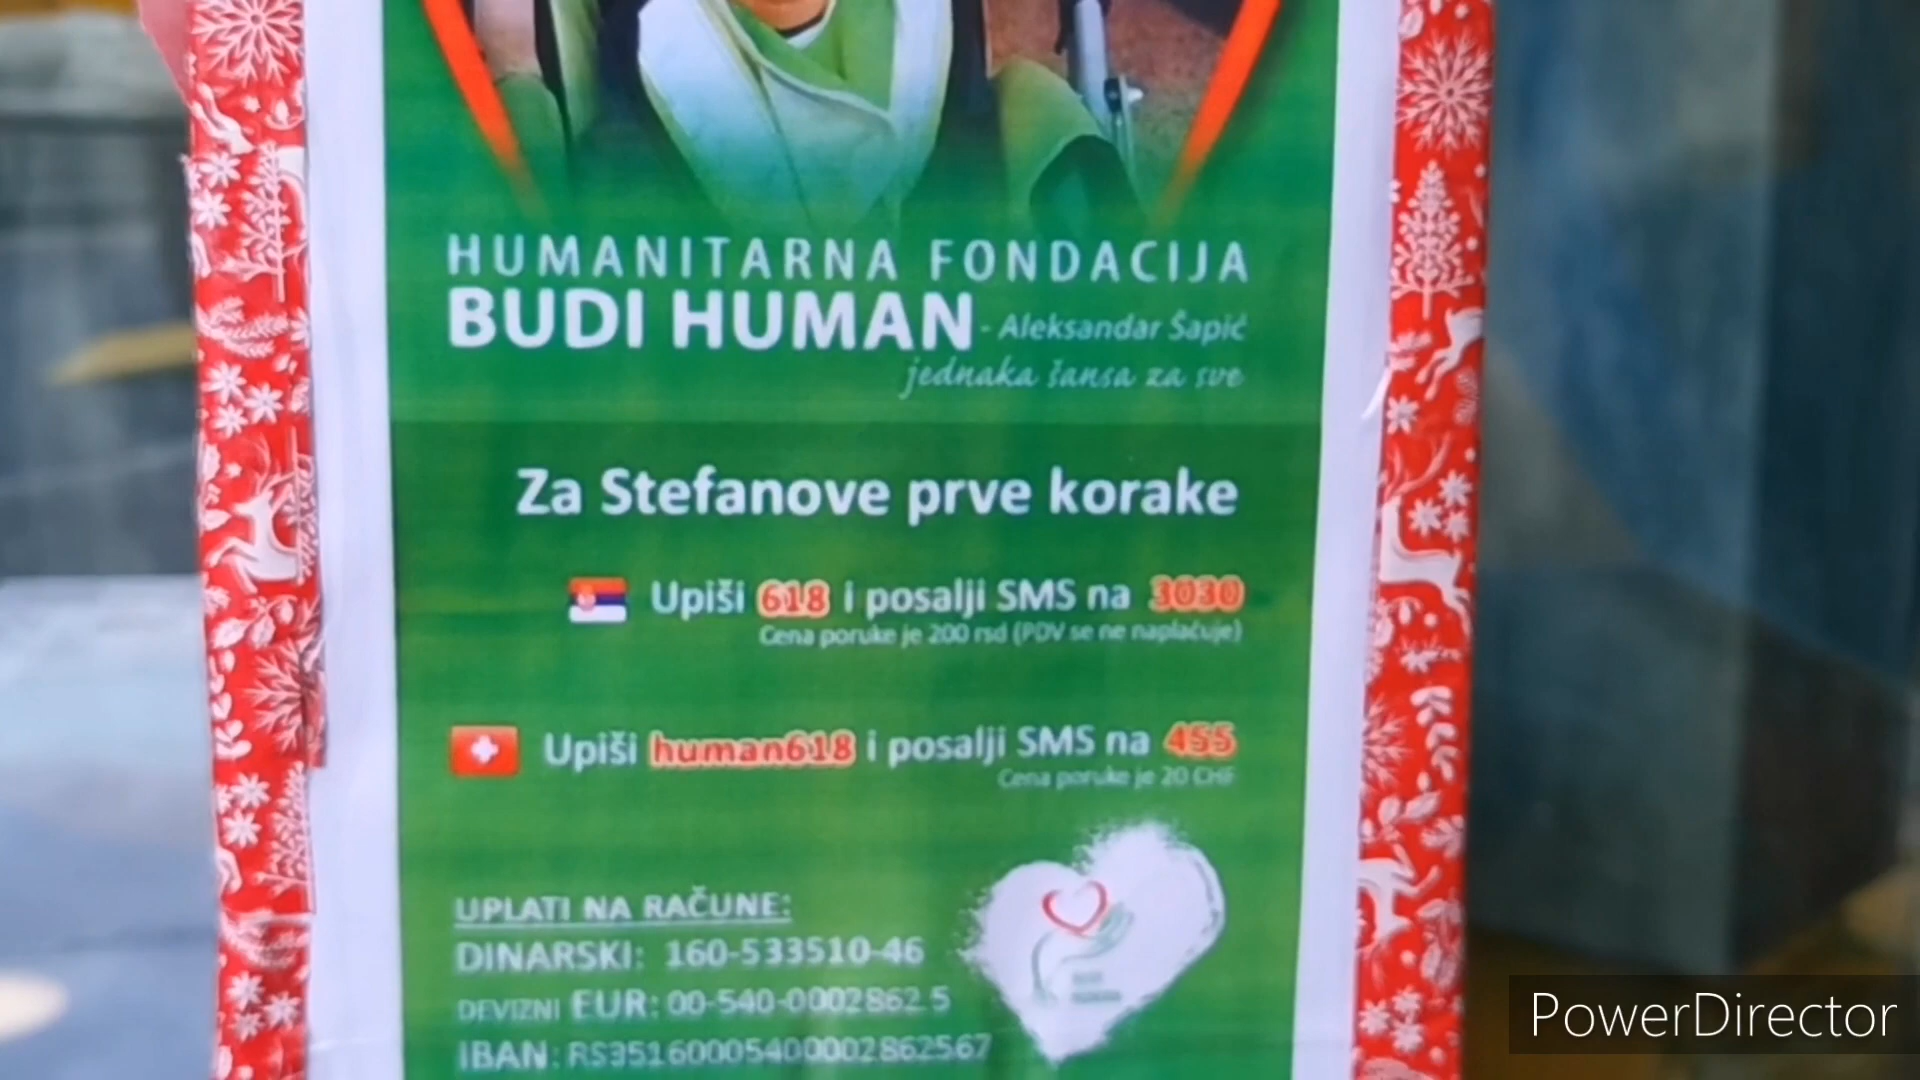 HUMANITARNA FONDACIJA
BUDI HUMAN - Aleksandar Šapić
jednaka šansa za sve
Za Stefanove prve korake
Upiši 618 i posalji SMS na 3030
Cena poruke je 200 rsd (PDV se ne naplaćuje)
Upiši human618 i posalji SMS na 455
Cena poruke je 20 CHF
UPLATI NA RAČUNE:
DINARSKI: 160-533510-46
DEVIZNI EUR: 00-540-0002862.5
IBAN: RS35160005400002862567
PowerDirector